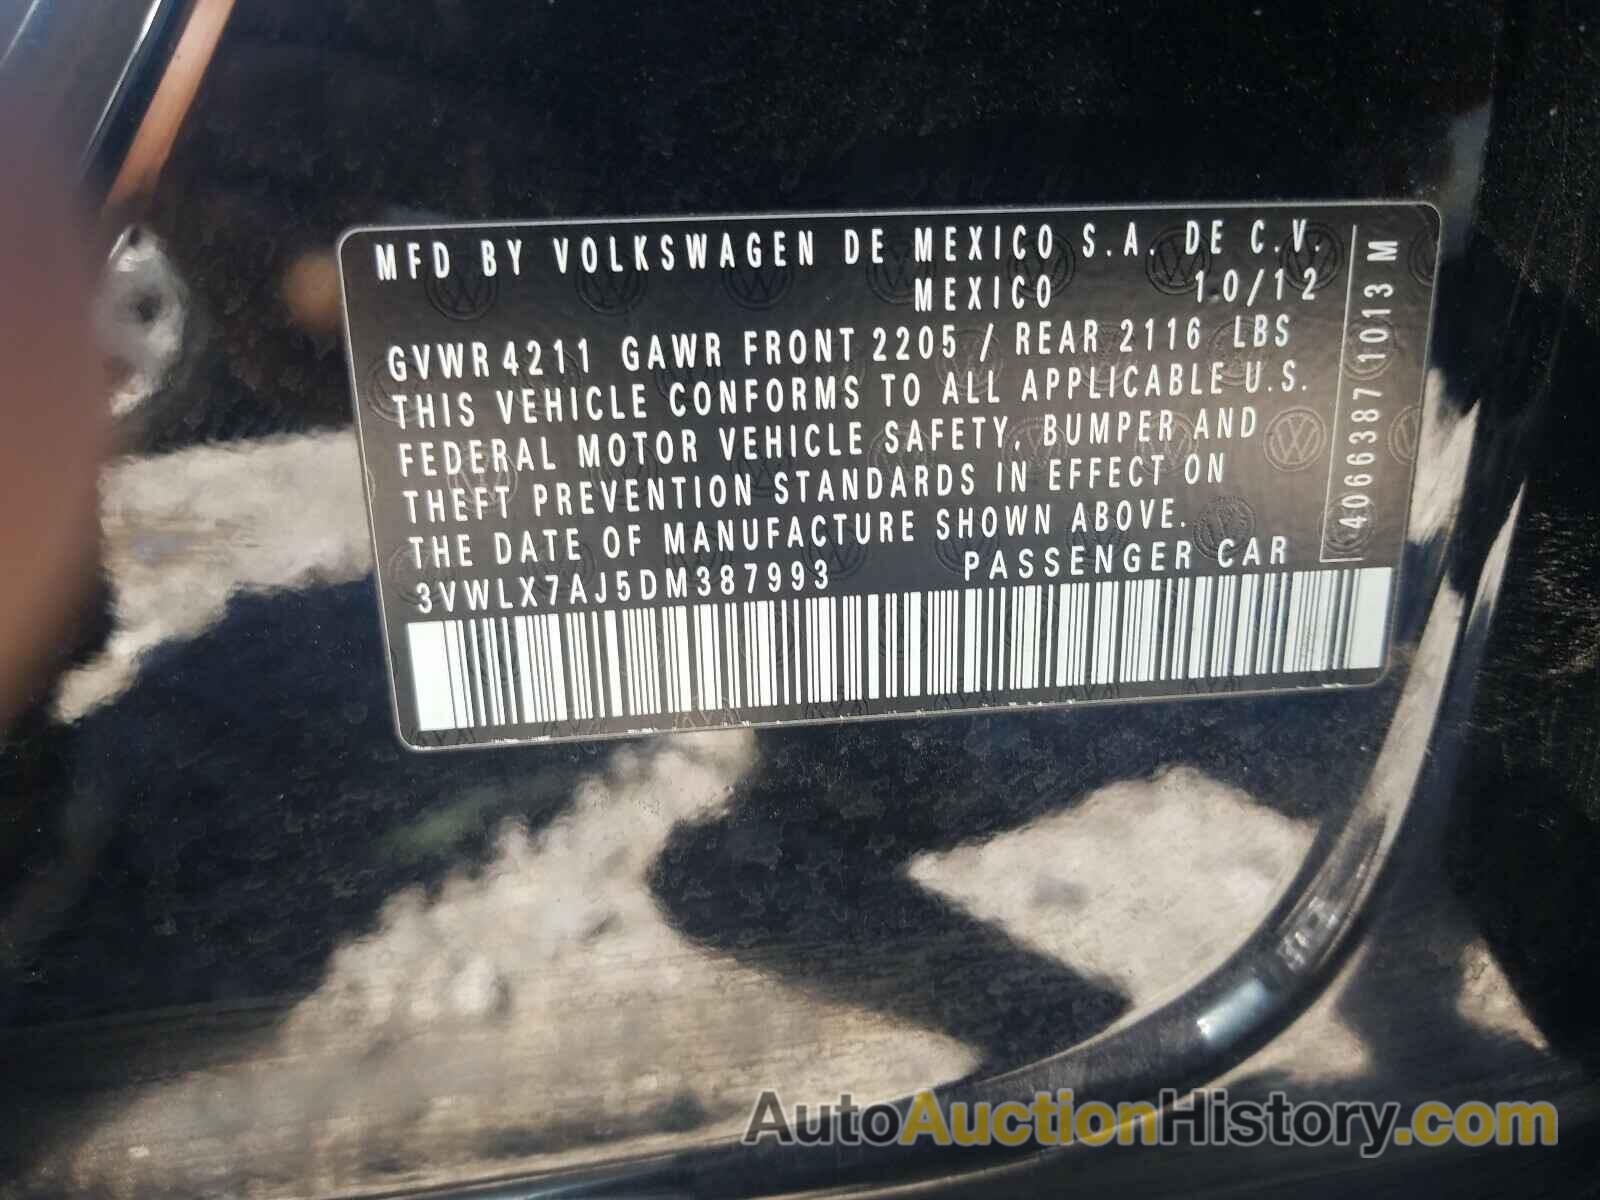 MFD BY VOLKSWAGEN DE MEXICO S.A. DE C.V.
MEXICO 10/12
GVWR 4211 GAWR FRONT 2205 / REAR 2116 LBS
THIS VEHICLE CONFORMS TO ALL APPLICABLE U.S.
FEDERAL MOTOR VEHICLE SAFETY, BUMPER AND
THEFT PREVENTION STANDARDS IN EFFECT ON
THE DATE OF MANUFACTURE SHOWN ABOVE.
3VWLX7AJ5DM387993 PASSENGER CAR
4066387 1013 M
AutoAuctionHistory.com